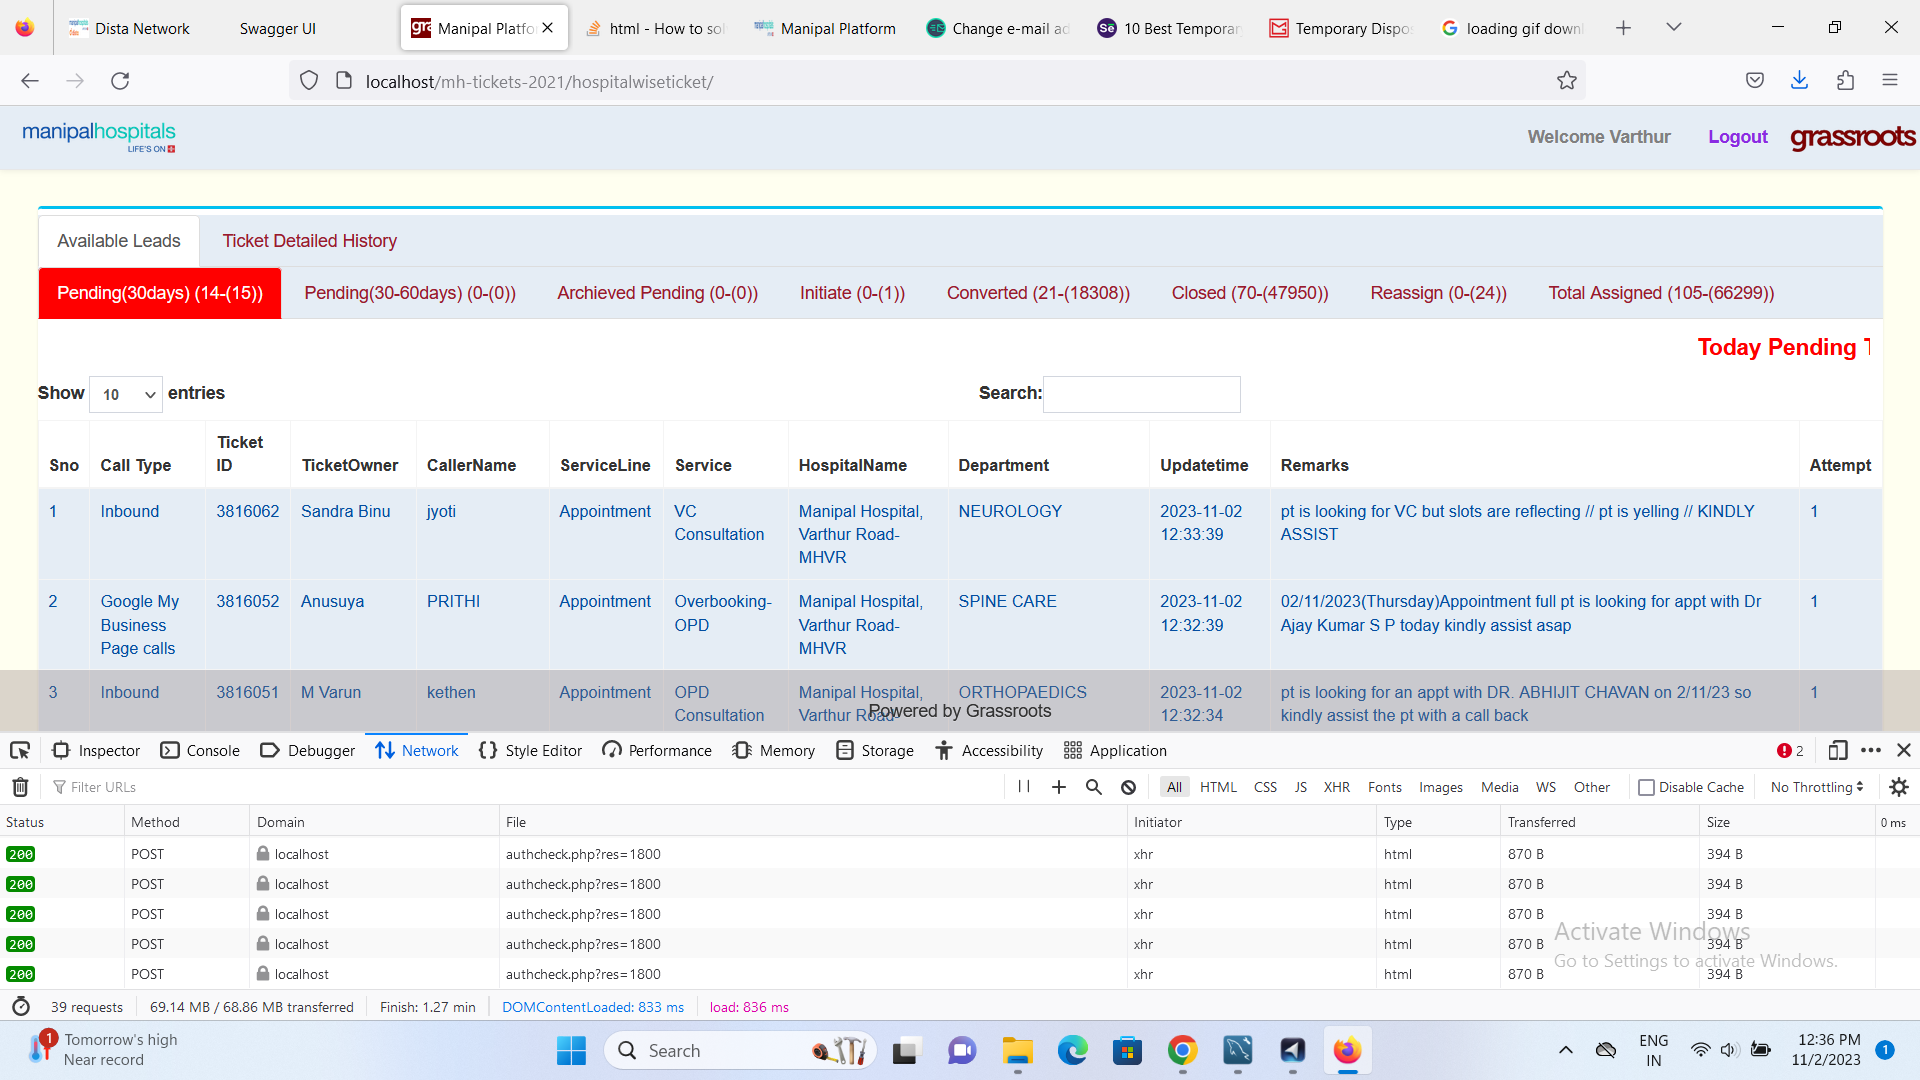 Dista Network
Swagger UI
Manipal Platfo
html - How to sol
Manipal Platform
Change e-mail ad
10 Best Temporar
Temporary Dispo
loading gif downl
localhost/mh-tickets-2021/hospitalwiseticket/
manipalhospitals
LIFE'S ON
Welcome Varthur
Logout
grassroots
Available Leads
Ticket Detailed History
Pending(30days) (14-(15))
Pending(30-60days) (0-(0))
Archieved Pending (0-(0))
Initiate (0-(1))
Converted (21-(18308))
Closed (70-(47950))
Reassign (0-(24))
Total Assigned (105-(66299))
Today Pending T
Show 10 entries
Search:
Sno Call Type Ticket ID TicketOwner CallerName ServiceLine Service HospitalName Department Updatetime Remarks Attempt
1 Inbound 3816062 Sandra Binu jyoti Appointment VC Consultation Manipal Hospital, Varthur Road-MHVR NEUROLOGY 2023-11-02 12:33:39 pt is looking for VC but slots are reflecting // pt is yelling // KINDLY ASSIST 1
2 Google My Business Page calls 3816052 Anusuya PRITHI Appointment Overbooking-OPD Manipal Hospital, Varthur Road-MHVR SPINE CARE 2023-11-02 12:32:39 02/11/2023(Thursday)Appointment full pt is looking for appt with Dr Ajay Kumar S P today kindly assist asap 1
3 Inbound 3816051 M Varun kethen Appointment OPD Consultation Manipal Hospital, Varthur Road- ORTHOPAEDICS 2023-11-02 12:32:34 pt is looking for an appt with DR. ABHIJIT CHAVAN on 2/11/23 so kindly assist the pt with a call back 1
Powered by Grassroots
Inspector
Console
Debugger
Network
Style Editor
Performance
Memory
Storage
Accessibility
Application
2
Filter URLs
All HTML CSS JS XHR Fonts Images Media WS Other
Disable Cache
No Throttling
Status Method Domain File Initiator Type Transferred Size 0 ms
200 POST localhost authcheck.php?res=1800 xhr html 870 B 394 B
200 POST localhost authcheck.php?res=1800 xhr html 870 B 394 B
200 POST localhost authcheck.php?res=1800 xhr html 870 B 394 B
200 POST localhost authcheck.php?res=1800 xhr html 870 B 394 B
200 POST localhost authcheck.php?res=1800 xhr html 870 B 394 B
Activate Windows
Go to Settings to activate Windows.
39 requests
69.14 MB / 68.86 MB transferred
Finish: 1.27 min
DOMContentLoaded: 833 ms
load: 836 ms
1
Tomorrow's high
Near record
Search
ENG
IN
12:36 PM
11/2/2023
1